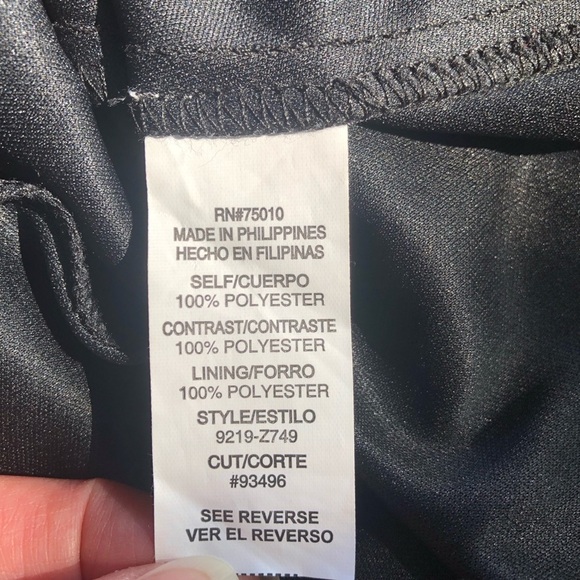 RN#75010
MADE IN PHILIPPINES
HECHO EN FILIPINAS
SELF/CUERPO
100% POLYESTER
CONTRAST/CONTRASTE
100% POLYESTER
LINING/FORRO
100% POLYESTER
STYLE/ESTILO
9219-Z749
CUT/CORTE
#93496
SEE REVERSE
VER EL REVERSO